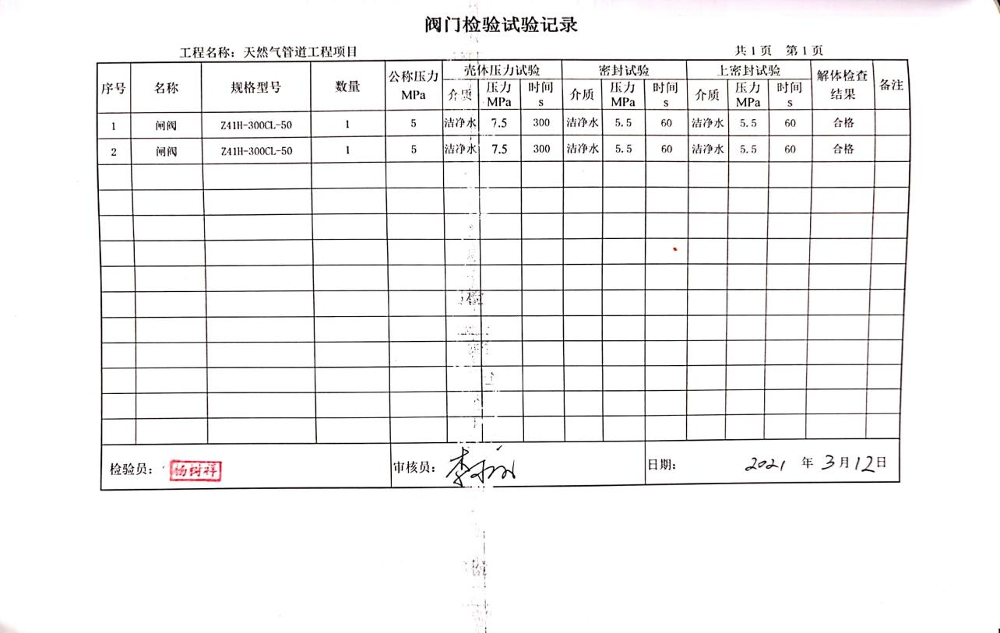 阀门检验试验记录
工程名称：天然气管道工程项目 共 1 页 第 1 页
序号 名称 规格型号 数量 公称压力 MPa 壳体压力试验 密封试验 上密封试验 解体检查结果 备注
介质 压力 MPa 时间 s 介质 压力 MPa 时间 s 介质 压力 MPa 时间 s
1 闸阀 Z41H-300CL-50 1 5 洁净水 7.5 300 洁净水 5.5 60 洁净水 5.5 60 合格
2 闸阀 Z41H-300CL-50 1 5 洁净水 7.5 300 洁净水 5.5 60 洁净水 5.5 60 合格
检验员： 杨树祥 审核员： 李 日期： 2021 年 3 月 12 日